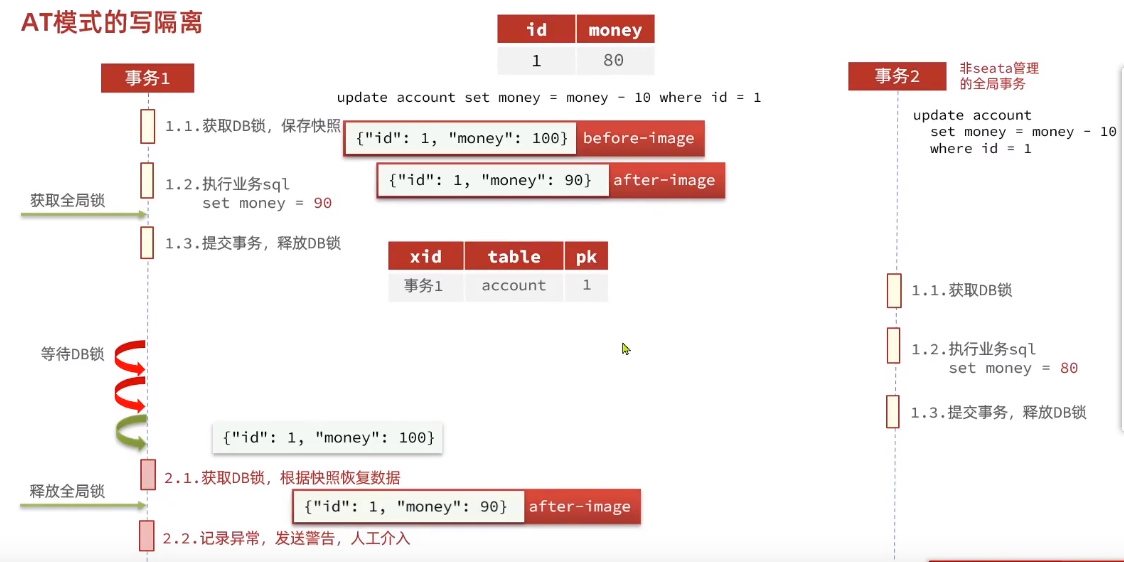 AT模式的写隔离
id money
1 80
事务1
事务2
非seata管理
的全局事务
update account set money = money - 10 where id = 1
update account
set money = money - 10
where id = 1
1.1.获取DB锁，保存快照
{"id": 1, "money": 100} before-image
1.2.执行业务sql
set money = 90
{"id": 1, "money": 90} after-image
获取全局锁
1.3.提交事务，释放DB锁
xid table pk
事务1 account 1
1.1.获取DB锁
等待DB锁
1.2.执行业务sql
set money = 80
1.3.提交事务，释放DB锁
{"id": 1, "money": 100}
2.1.获取DB锁，根据快照恢复数据
释放全局锁
{"id": 1, "money": 90} after-image
2.2.记录异常，发送警告，人工介入